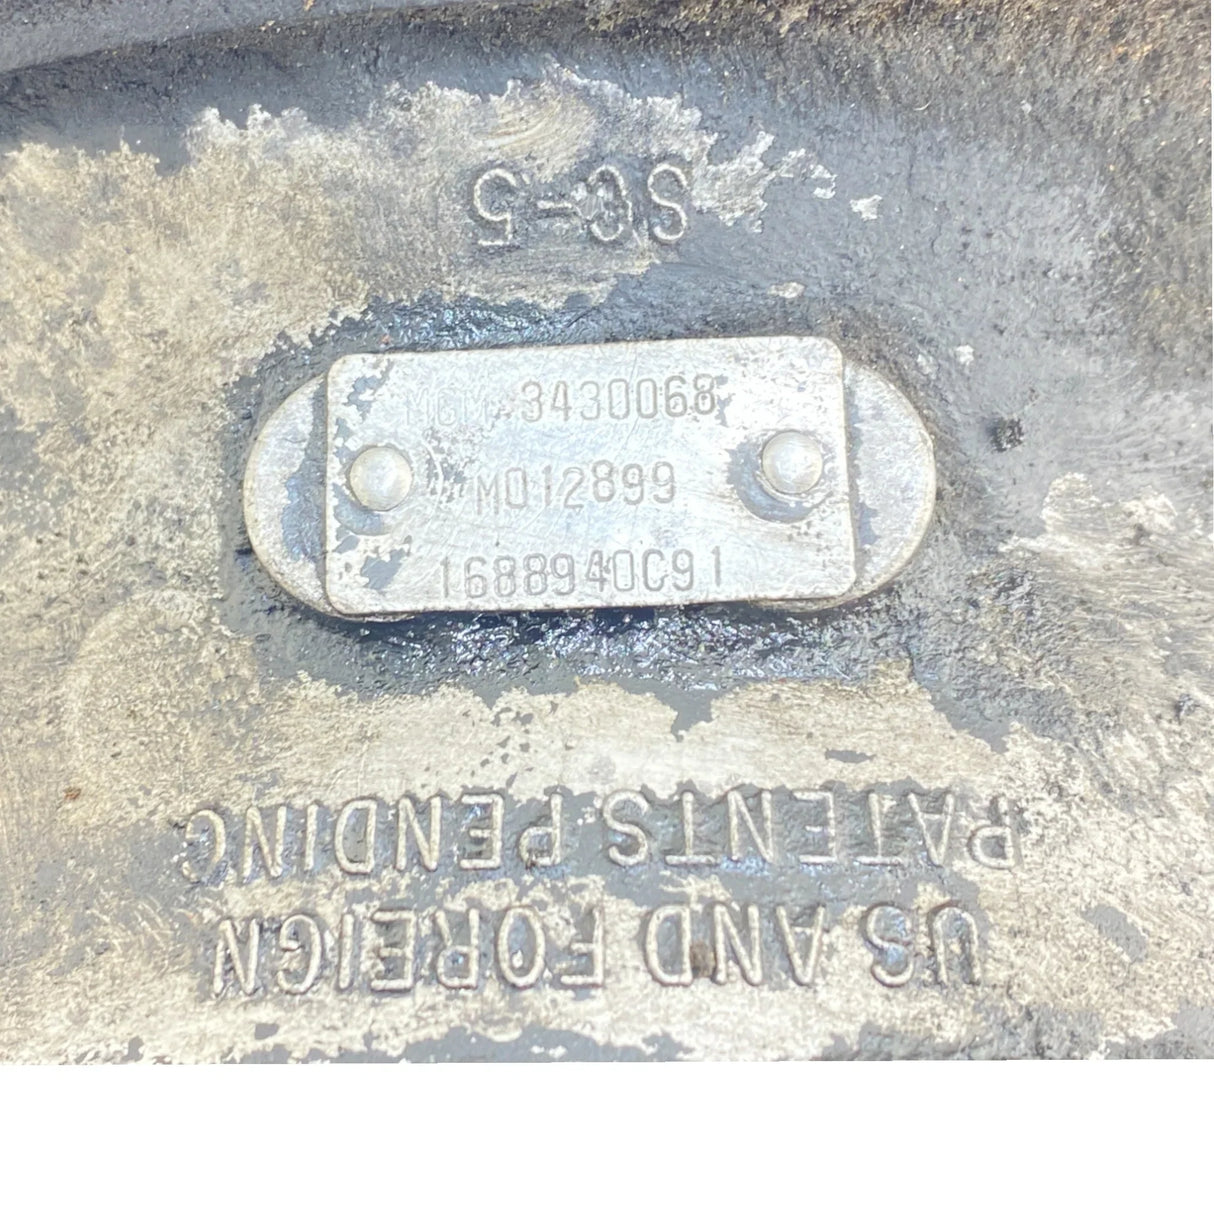 SC-5
MGM 3430068
M012899
1688940C91
US AND FOREIGN
PATENTS PENDING